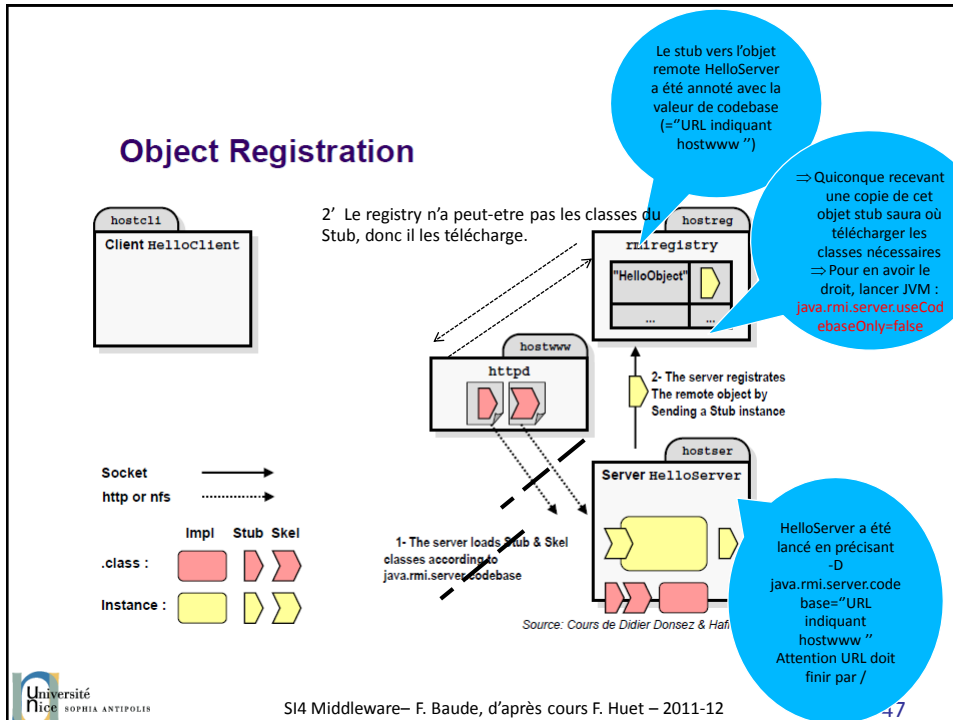 Le stub vers l'objet
remote HelloServer
a été annoté avec la
valeur de codebase
(=''URL indiquant
hostwww '')
Object Registration
⇒ Quiconque recevant
une copie de cet
objet stub saura où
télécharger les
classes nécessaires
⇒ Pour en avoir le
droit, lancer JVM :
java.rmi.server.useCod
ebaseOnly=false
2' Le registry n'a peut-etre pas les classes du
Stub, donc il les télécharge.
hostcli
Client HelloClient
hostreg
rmiregistry
"HelloObject"
...
...
hostwww
httpd
2- The server registrates
The remote object by
Sending a Stub instance
hostser
Server HelloServer
Socket
http or nfs
Impl Stub Skel
.class :
Instance :
1- The server loads Stub & Skel
classes according to
java.rmi.server.codebase
HelloServer a été
lancé en précisant
-D
java.rmi.server.code
base=''URL
indiquant
hostwww ''
Attention URL doit
finir par /
Source: Cours de Didier Donsez & Hafi
Université
nice SOPHIA ANTIPOLIS
SI4 Middleware– F. Baude, d'après cours F. Huet – 2011-12
47